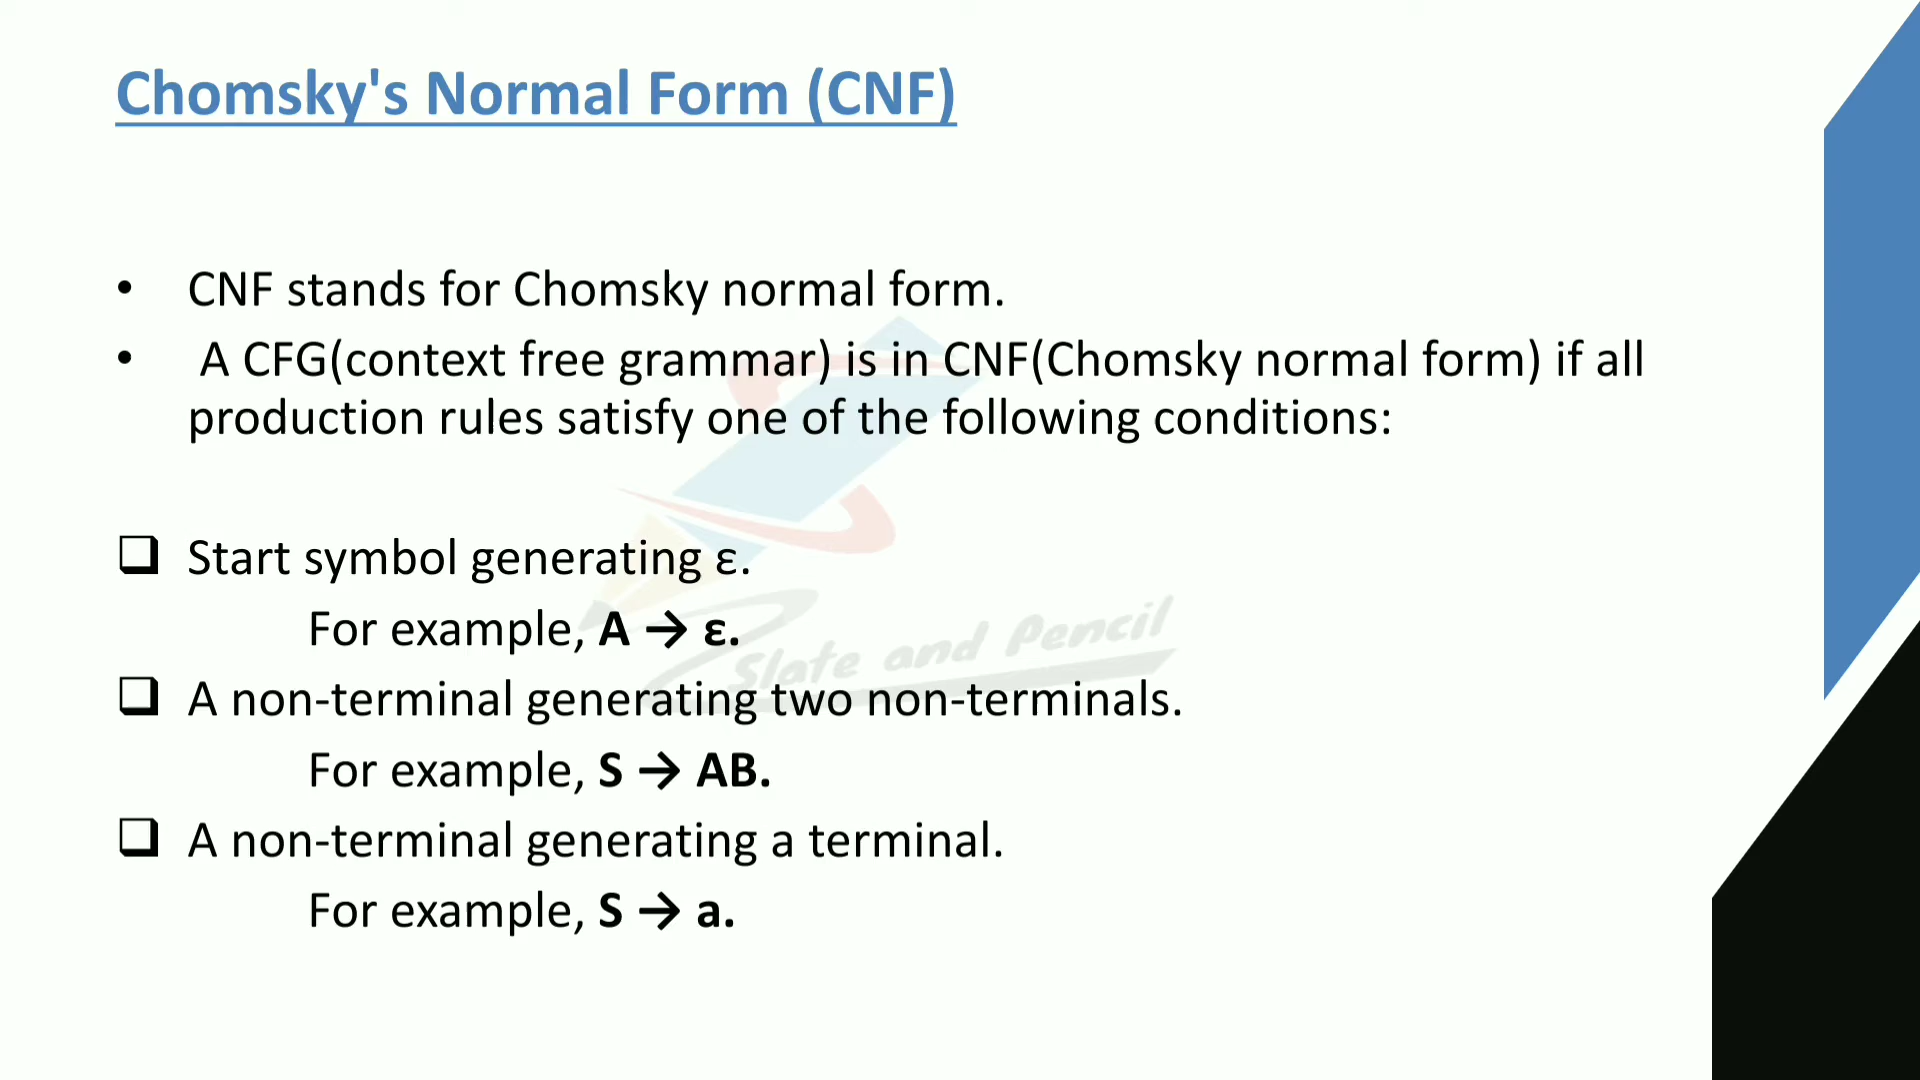 Chomsky's Normal Form (CNF)
• CNF stands for Chomsky normal form.
• A CFG(context free grammar) is in CNF(Chomsky normal form) if all
production rules satisfy one of the following conditions:
❑ Start symbol generating ε.
For example, A → ε.
❑ A non-terminal generating two non-terminals.
For example, S → AB.
❑ A non-terminal generating a terminal.
For example, S → a.
Slate and Pencil